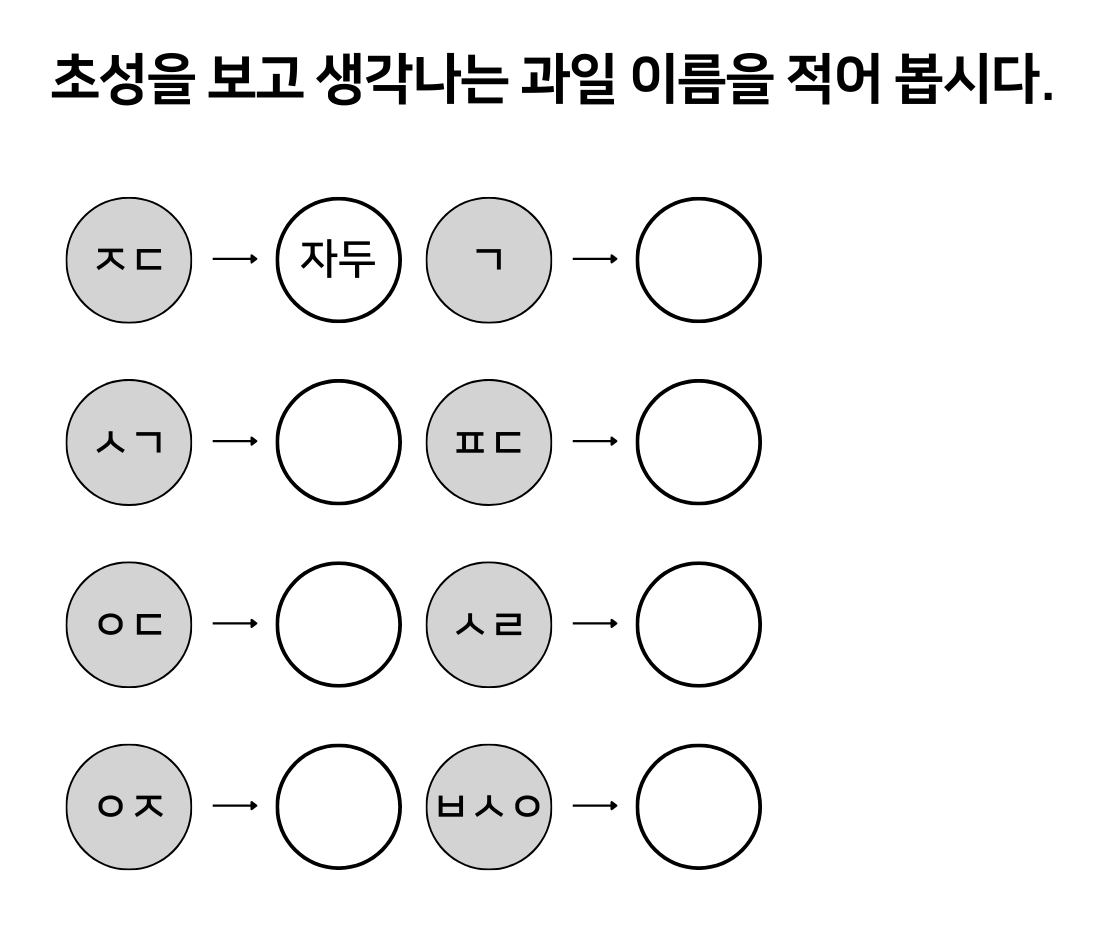 초성을 보고 생각나는 과일 이름을 적어 봅시다.
ㅈㄷ → 자두 ㄱ →
ㅅㄱ → ㅍㄷ →
ㅇㄷ → ㅅㄹ →
ㅇㅈ → ㅂㅅㅇ →